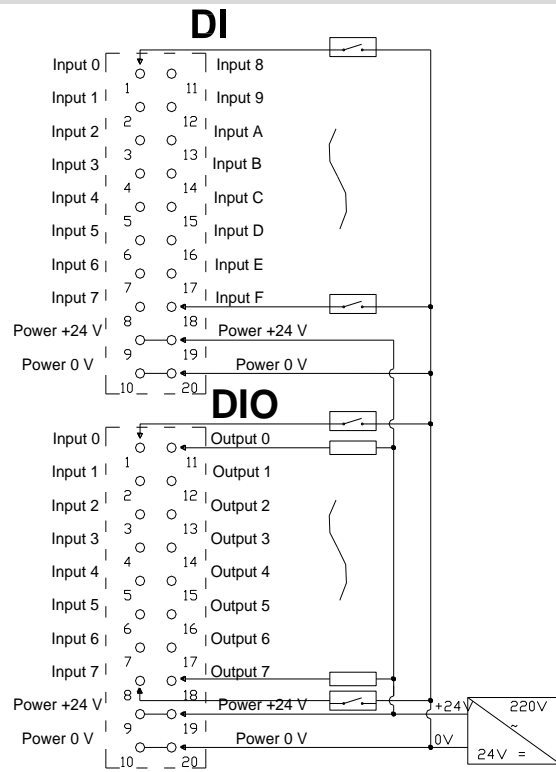 DI
Input 0 Input 8
1 11
Input 1 Input 9
2 12
Input 2 Input A
3 13
Input 3 Input B
4 14
Input 4 Input C
5 15
Input 5 Input D
6 16
Input 6 Input E
7 17
Input 7 Input F
8 18
Power +24 V Power +24 V
9 19
Power 0 V Power 0 V
10 20
DIO
Input 0 Output 0
1 11
Input 1 Output 1
2 12
Input 2 Output 2
3 13
Input 3 Output 3
4 14
Input 4 Output 4
5 15
Input 5 Output 5
6 16
Input 6 Output 6
7 17
Input 7 Output 7
8 18
Power +24 V Power +24 V +24V 220V
9 19 ~
Power 0 V Power 0 V 0V
10 20 24V =